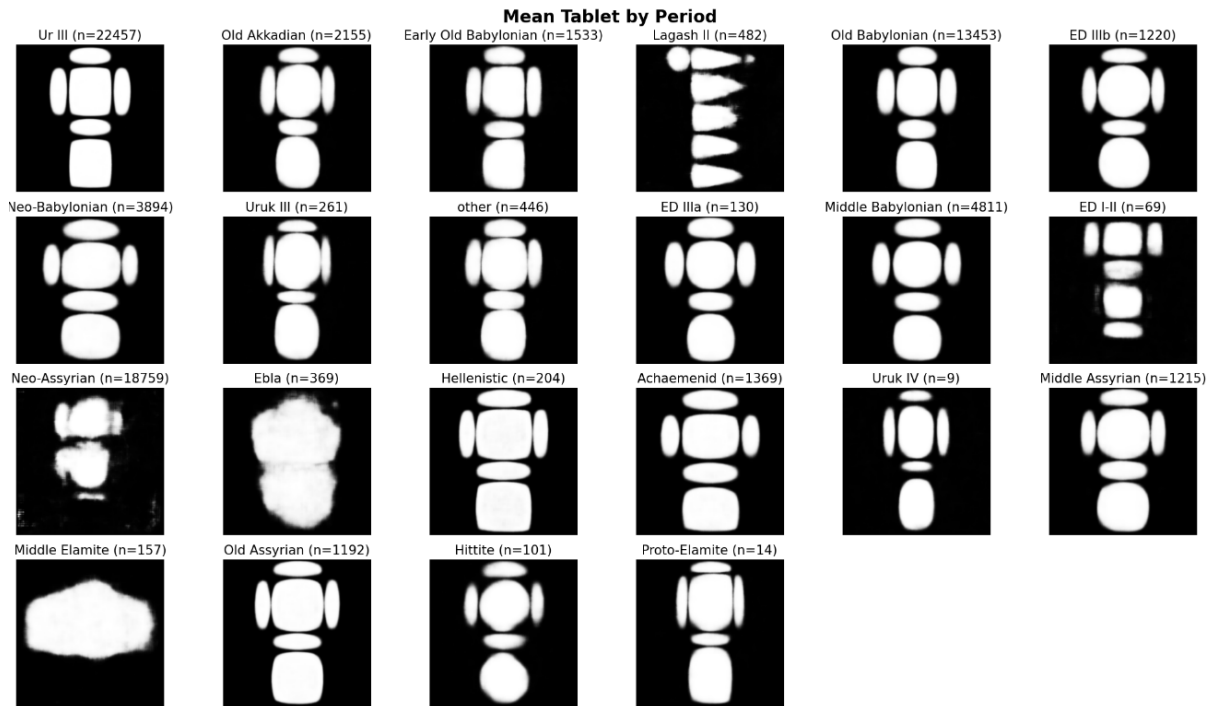 Mean Tablet by Period
Ur III (n=22457) Old Akkadian (n=2155) Early Old Babylonian (n=1533) Lagash II (n=482) Old Babylonian (n=13453) ED IIIb (n=1220)
Neo-Babylonian (n=3894) Uruk III (n=261) other (n=446) ED IIIa (n=130) Middle Babylonian (n=4811) ED I-II (n=69)
Neo-Assyrian (n=18759) Ebla (n=369) Hellenistic (n=204) Achaemenid (n=1369) Uruk IV (n=9) Middle Assyrian (n=1215)
Middle Elamite (n=157) Old Assyrian (n=1192) Hittite (n=101) Proto-Elamite (n=14)